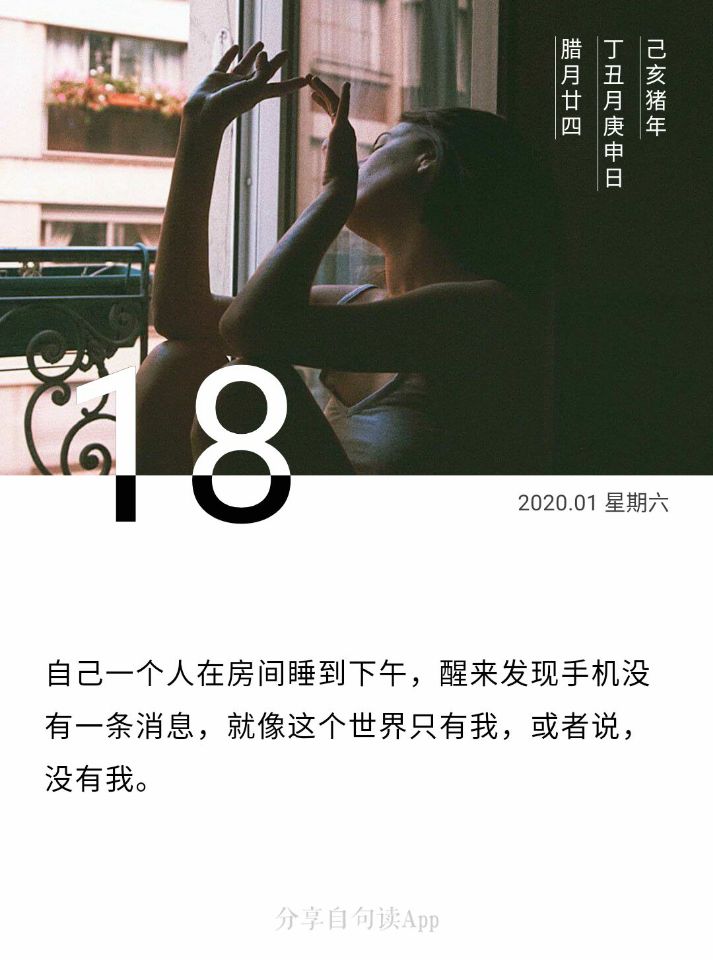 己亥猪年
丁丑月庚申日
腊月廿四
18
2020.01 星期六
自己一个人在房间睡到下午，醒来发现手机没
有一条消息，就像这个世界只有我，或者说，
没有我。
分享自句读App